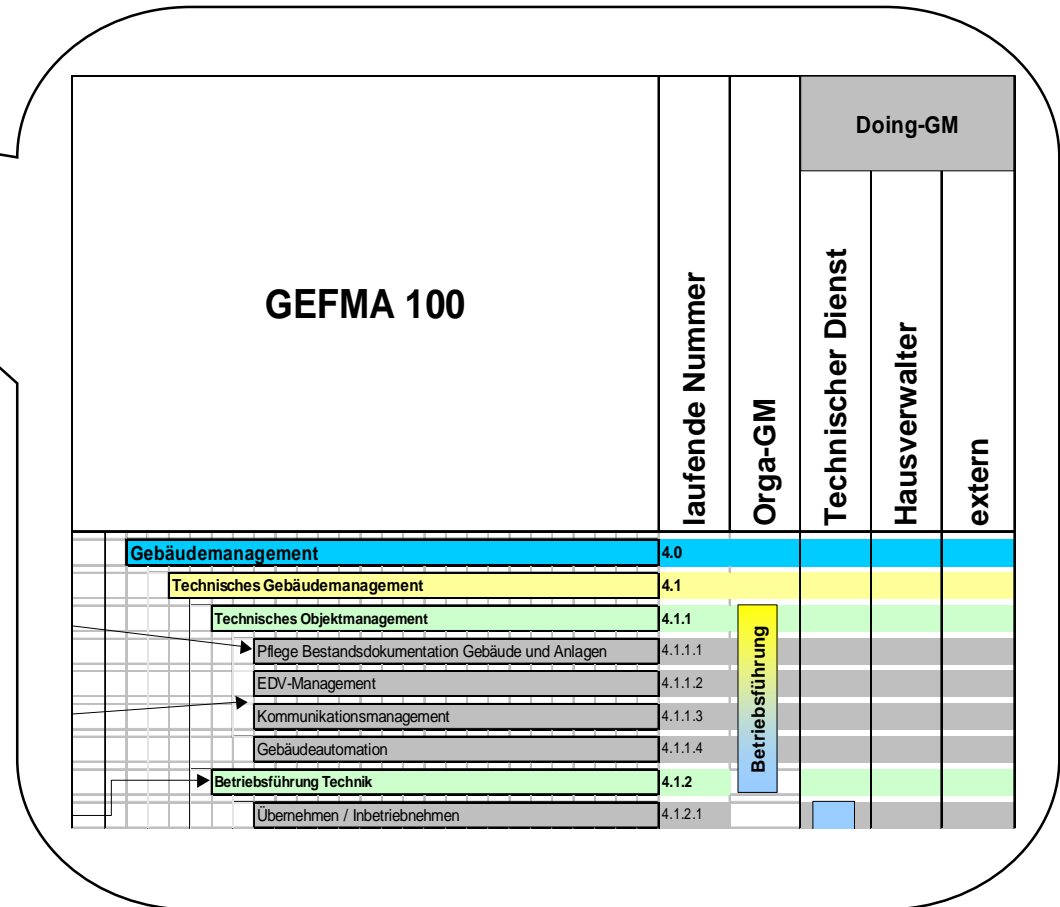 Doing-GM
GEFMA 100
laufende Nummer
Orga-GM
Technischer Dienst
Hausverwalter
extern
Gebäudemanagement 4.0
Technisches Gebäudemanagement 4.1
Technisches Objektmanagement 4.1.1
Pflege Bestandsdokumentation Gebäude und Anlagen 4.1.1.1
EDV-Management 4.1.1.2
Kommunikationsmanagement 4.1.1.3
Gebäudeautomation 4.1.1.4
Betriebsführung Technik 4.1.2
Übernehmen / Inbetriebnehmen 4.1.2.1
Betriebsführung